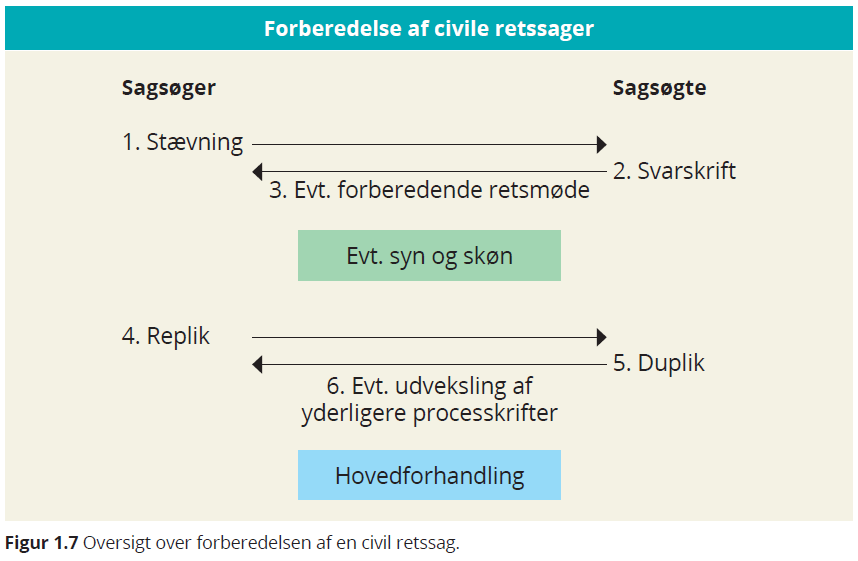 Forberedelse af civile retssager
Sagsøger
Sagsøgte
1. Stævning
2. Svarskrift
3. Evt. forberedende retsmøde
Evt. syn og skøn
4. Replik
5. Duplik
6. Evt. udveksling af
yderligere processkrifter
Hovedforhandling
Figur 1.7 Oversigt over forberedelsen af en civil retssag.